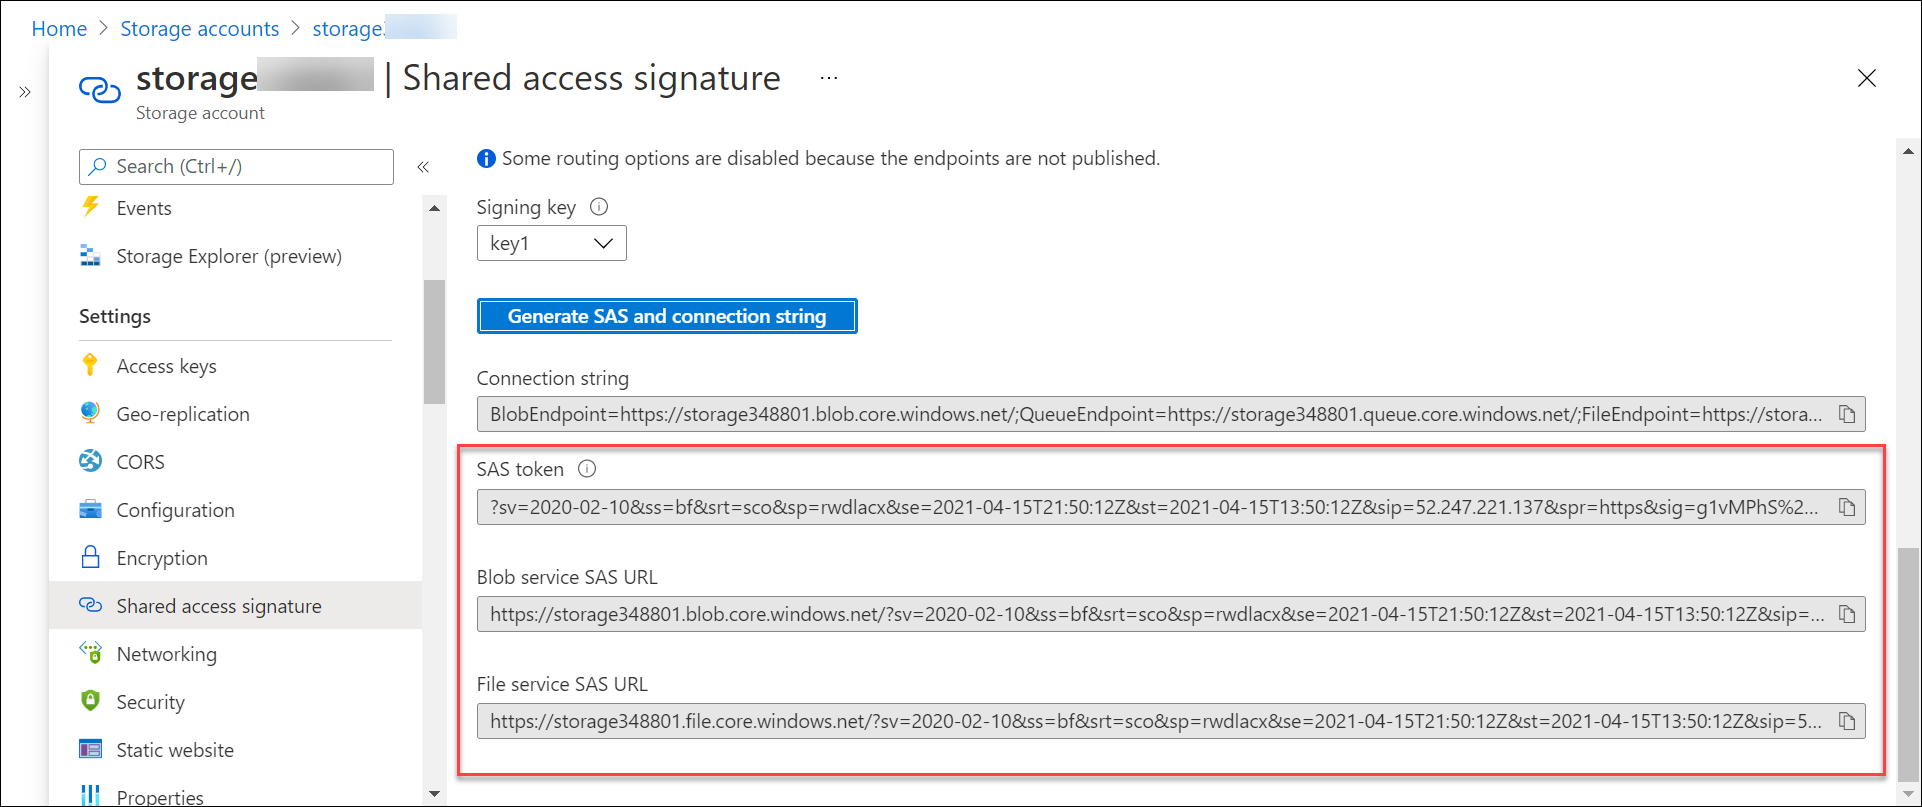 Home > Storage accounts > storage3
storage | Shared access signature ...
Storage account
Search (Ctrl+/)
Events
Storage Explorer (preview)
Settings
Access keys
Geo-replication
CORS
Configuration
Encryption
Shared access signature
Networking
Security
Static website
Properties
Some routing options are disabled because the endpoints are not published.
Signing key
key1
Generate SAS and connection string
Connection string
BlobEndpoint=https://storage348801.blob.core.windows.net/;QueueEndpoint=https://storage348801.queue.core.windows.net/;FileEndpoint=https://stora...
SAS token
?sv=2020-02-10&ss=bf&srt=sco&sp=rwdlacx&se=2021-04-15T21:50:12Z&st=2021-04-15T13:50:12Z&sip=52.247.221.137&spr=https&sig=g1vMPhS%2...
Blob service SAS URL
https://storage348801.blob.core.windows.net/?sv=2020-02-10&ss=bf&srt=sco&sp=rwdlacx&se=2021-04-15T21:50:12Z&st=2021-04-15T13:50:12Z&sip=...
File service SAS URL
https://storage348801.file.core.windows.net/?sv=2020-02-10&ss=bf&srt=sco&sp=rwdlacx&se=2021-04-15T21:50:12Z&st=2021-04-15T13:50:12Z&sip=5...